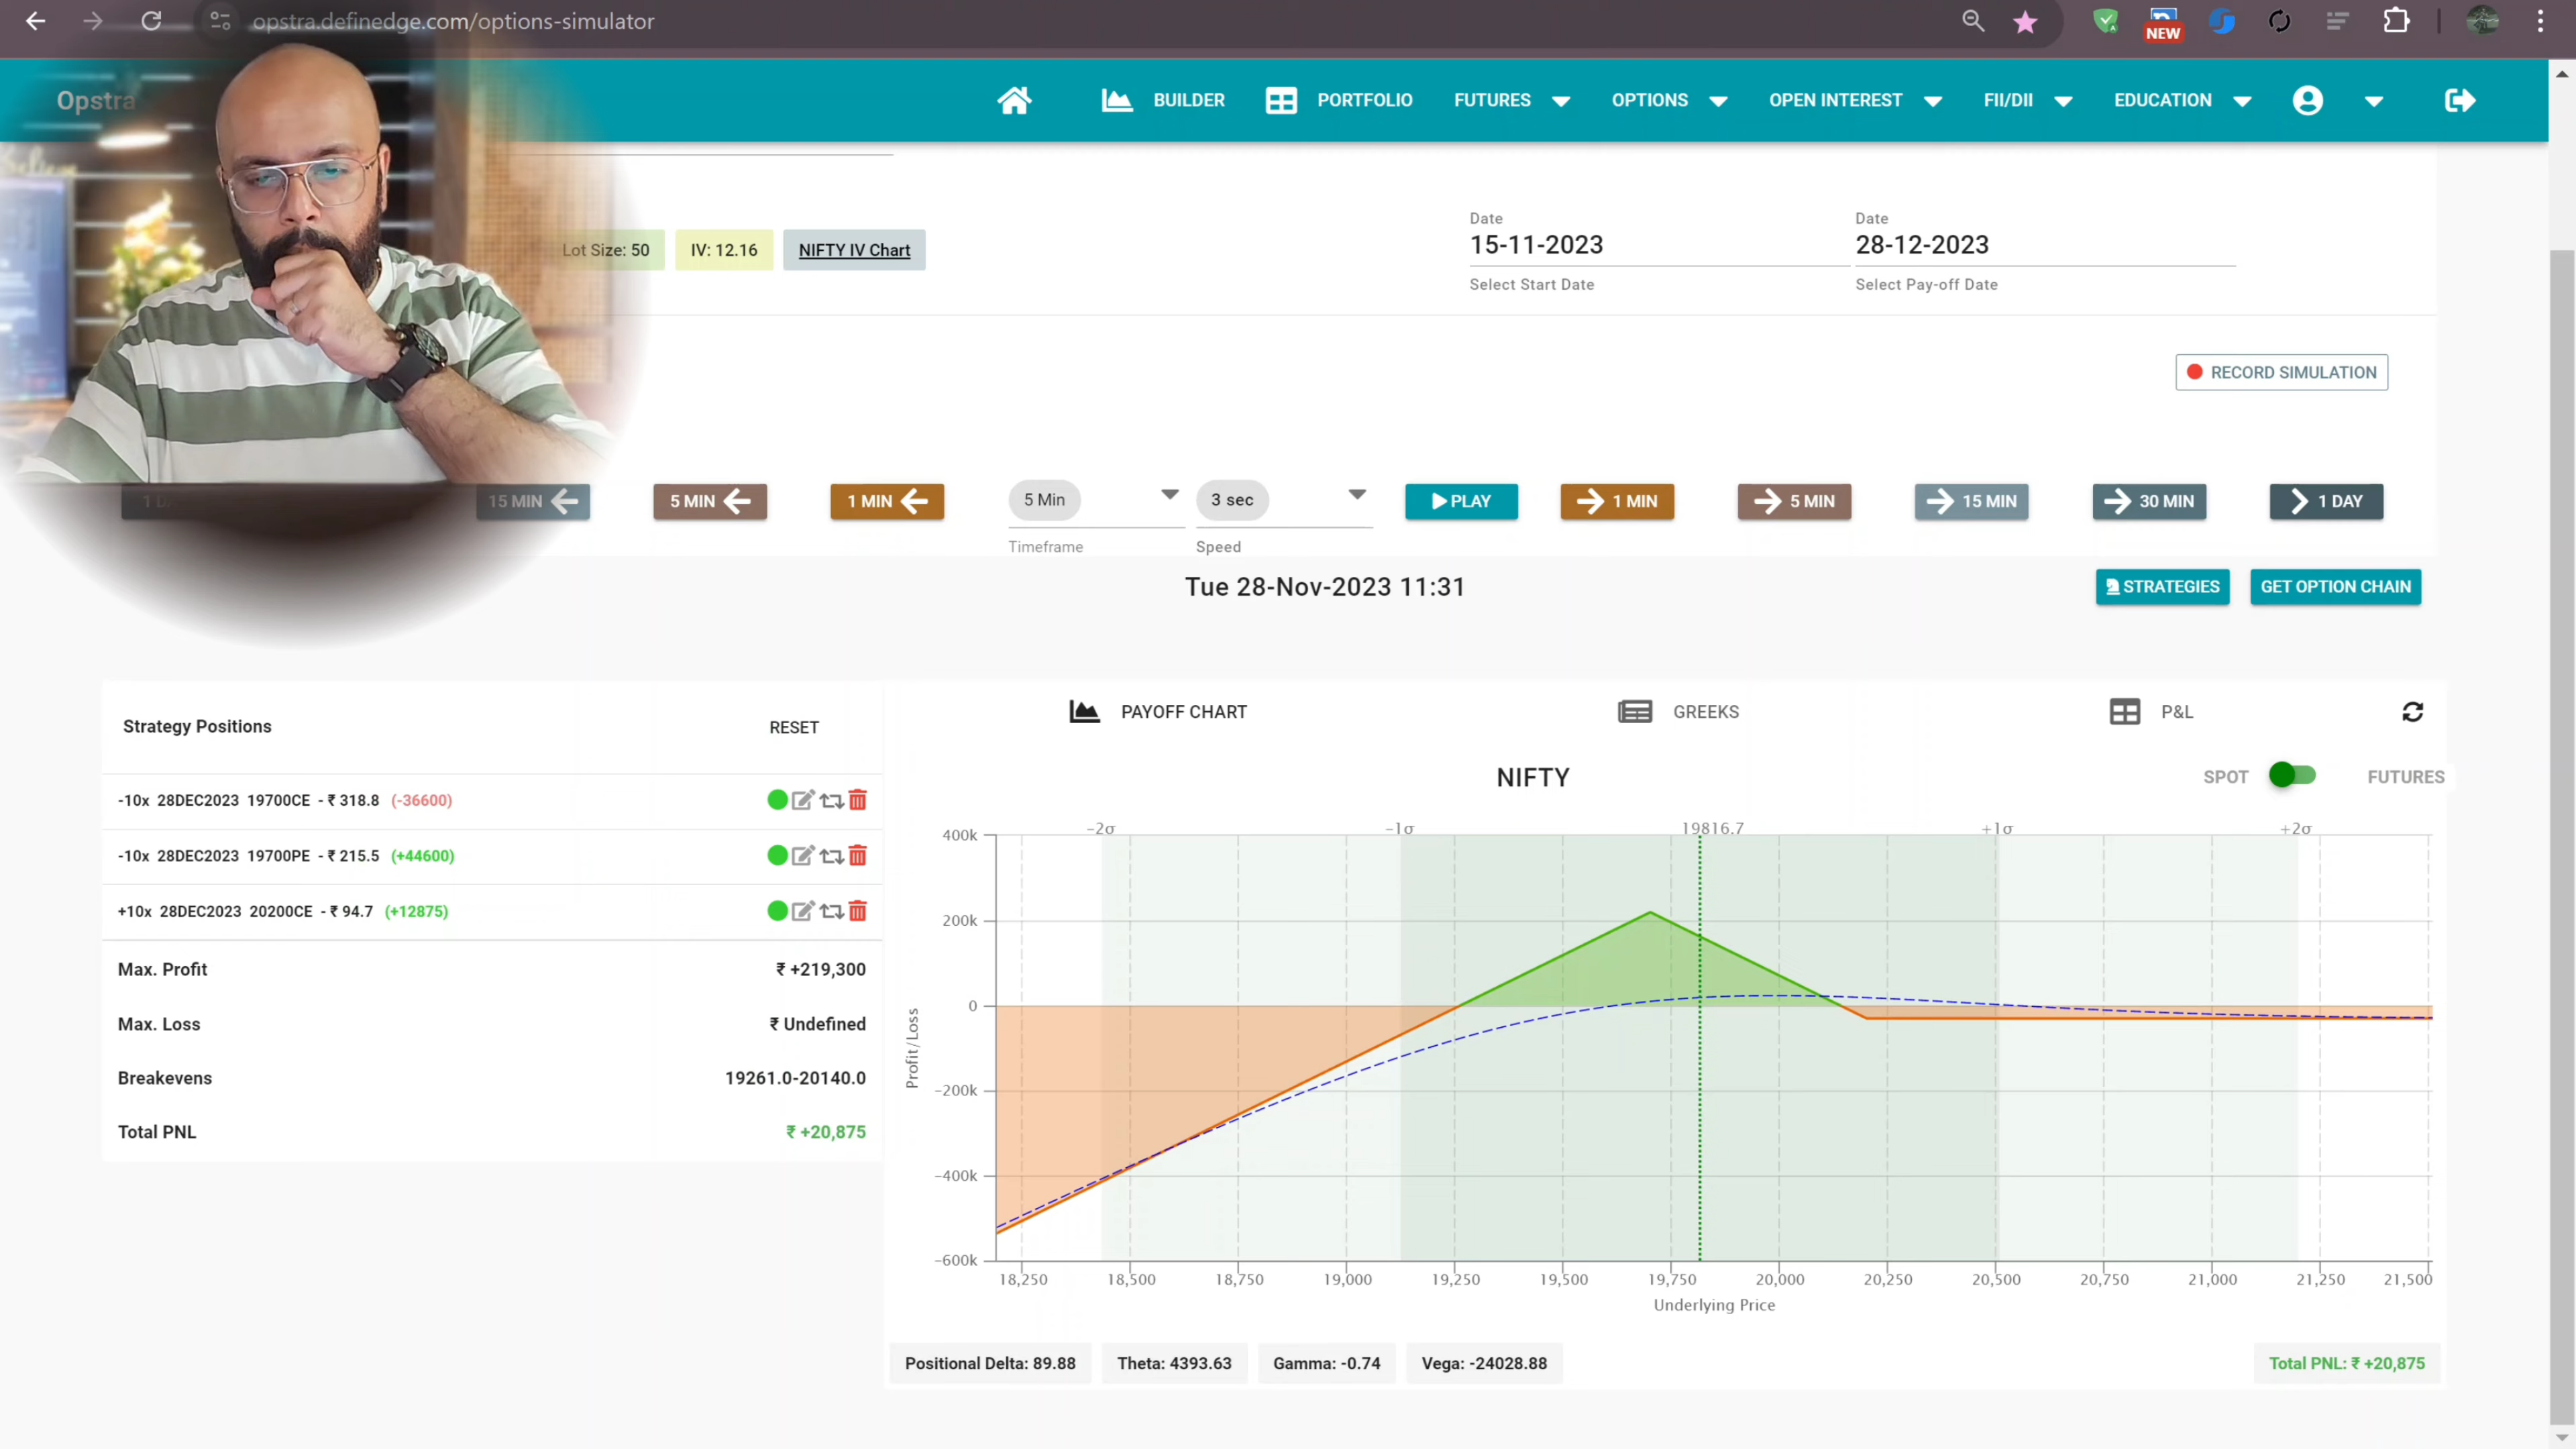 opstra.definedge.com/options-simulator
NEW
Opstra
BUILDER
PORTFOLIO
FUTURES
OPTIONS
OPEN INTEREST
FII/DII
EDUCATION
Lot Size: 50
IV: 12.16
NIFTY IV Chart
Date
15-11-2023
Select Start Date
Date
28-12-2023
Select Pay-off Date
RECORD SIMULATION
15 MIN
5 MIN
1 MIN
5 Min
Timeframe
3 sec
Speed
PLAY
1 MIN
5 MIN
15 MIN
30 MIN
1 DAY
Tue 28-Nov-2023 11:31
STRATEGIES
GET OPTION CHAIN
Strategy Positions
RESET
-10x 28DEC2023 19700CE - ₹ 318.8 (-36600)
-10x 28DEC2023 19700PE - ₹ 215.5 (+44600)
+10x 28DEC2023 20200CE - ₹ 94.7 (+12875)
Max. Profit ₹ +219,300
Max. Loss ₹ Undefined
Breakevens 19261.0-20140.0
Total PNL ₹ +20,875
PAYOFF CHART
GREEKS
P&L
NIFTY
SPOT
FUTURES
-2σ -1σ 19816.7 +1σ +2σ
400k
200k
0
-200k
-400k
-600k
Profit/Loss
18,250 18,500 18,750 19,000 19,250 19,500 19,750 20,000 20,250 20,500 20,750 21,000 21,250 21,500
Underlying Price
Positional Delta: 89.88
Theta: 4393.63
Gamma: -0.74
Vega: -24028.88
Total PNL: ₹ +20,875